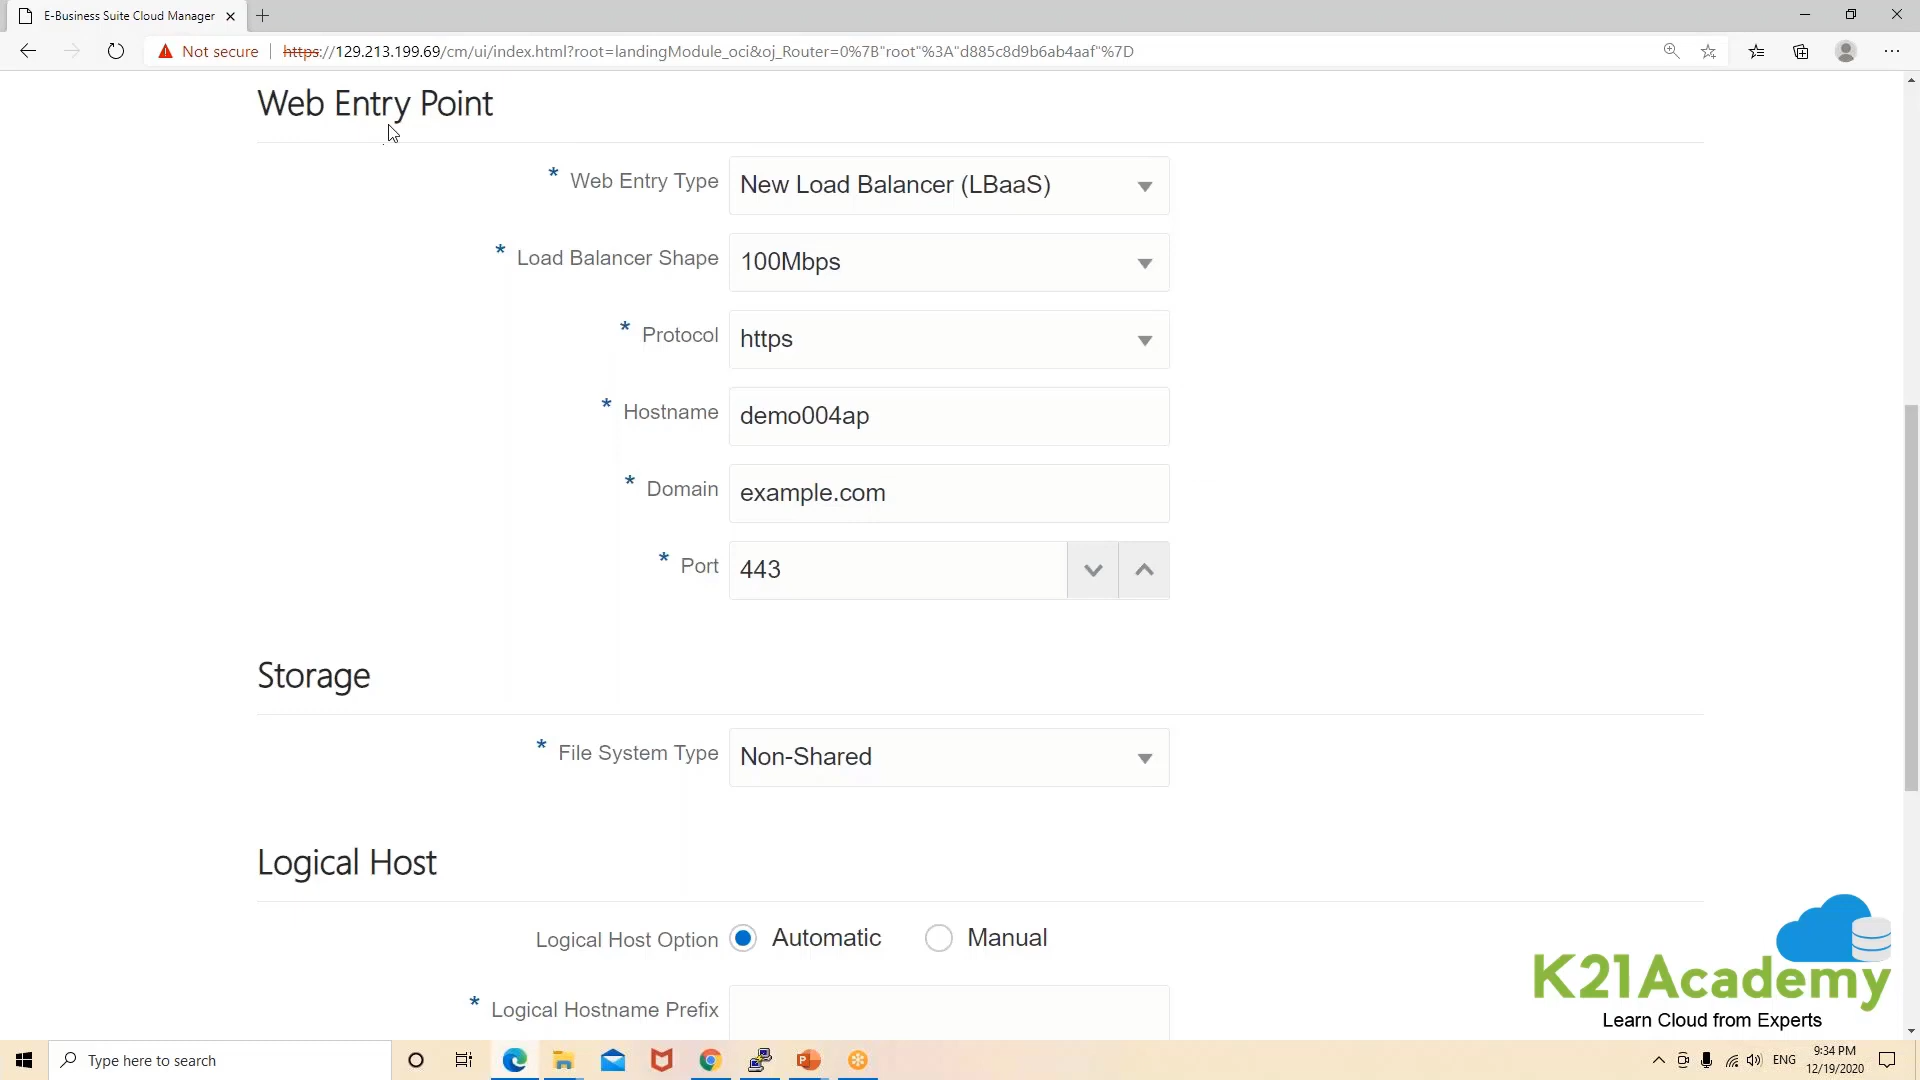 E-Business Suite Cloud Manager
Not secure
https://129.213.199.69/cm/ui/index.html?root=landingModule_oci&oj_Router=0%7B"root"%3A"d885c8d9b6ab4aaf"%7D
Web Entry Point
* Web Entry Type New Load Balancer (LBaaS)
* Load Balancer Shape 100Mbps
* Protocol https
* Hostname demo004ap
* Domain example.com
* Port 443
Storage
* File System Type Non-Shared
Logical Host
Logical Host Option Automatic Manual
* Logical Hostname Prefix
K21Academy
Learn Cloud from Experts
Type here to search
ENG
9:34 PM
12/19/2020